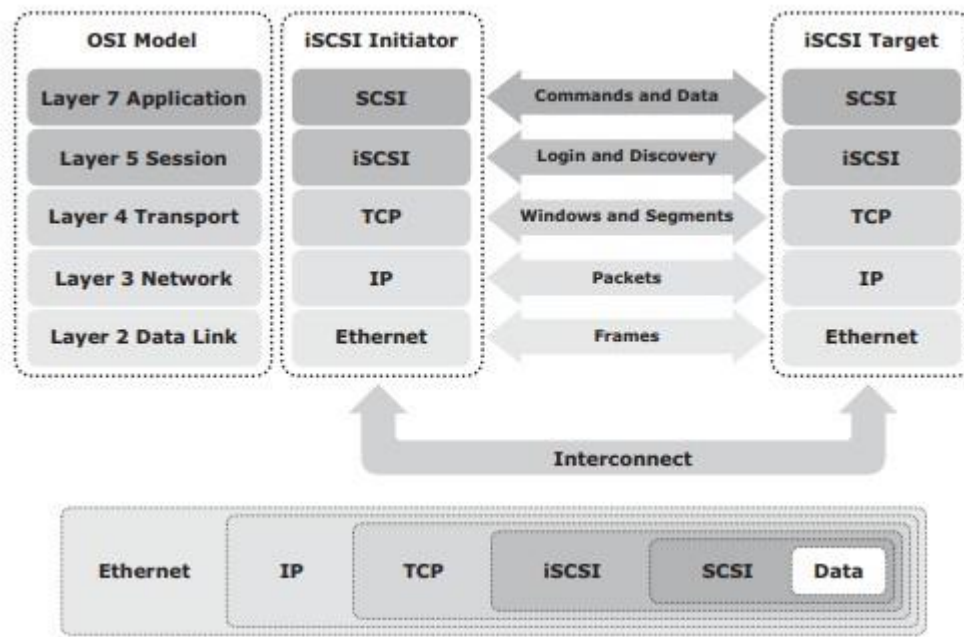 OSI Model
iSCSI Initiator
iSCSI Target
Layer 7 Application
SCSI
Commands and Data
SCSI
Layer 5 Session
iSCSI
Login and Discovery
iSCSI
Layer 4 Transport
TCP
Windows and Segments
TCP
Layer 3 Network
IP
Packets
IP
Layer 2 Data Link
Ethernet
Frames
Ethernet
Interconnect
Ethernet
IP
TCP
iSCSI
SCSI
Data